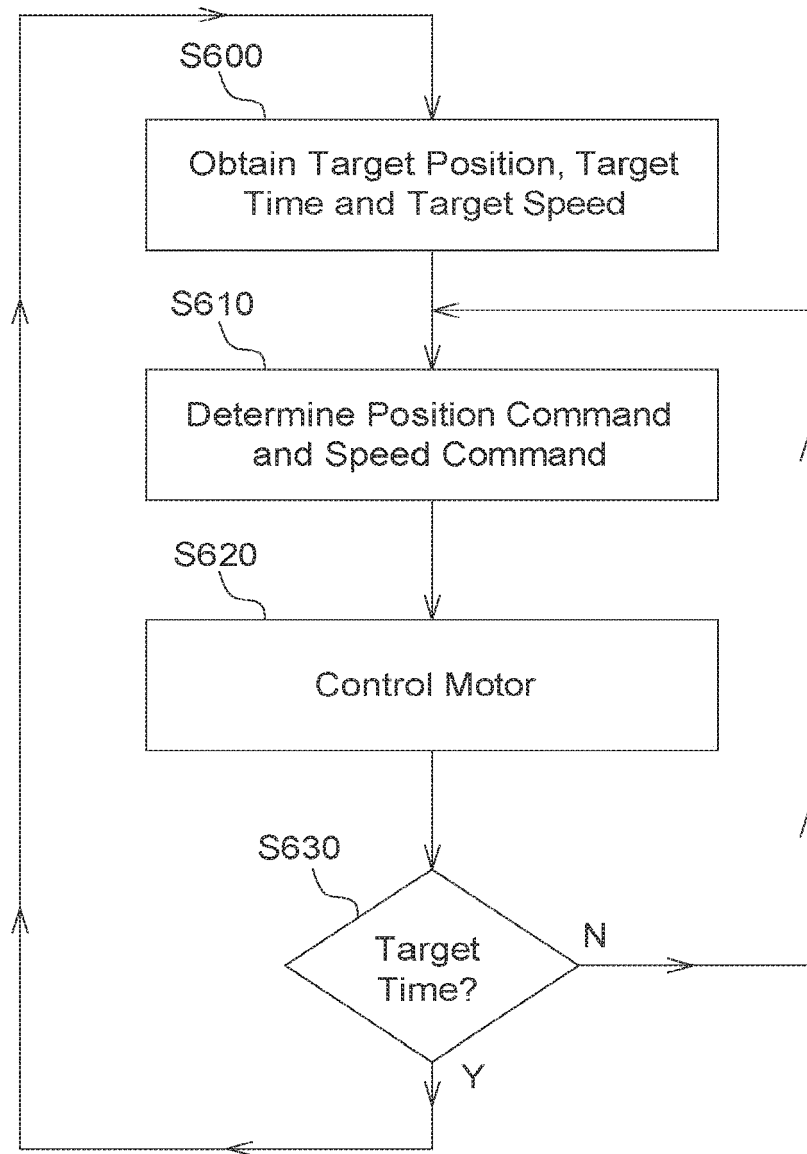 S600
Obtain Target Position, Target
Time and Target Speed
S610
Determine Position Command
and Speed Command
S620
Control Motor
S630
Target
Time?
N
Y